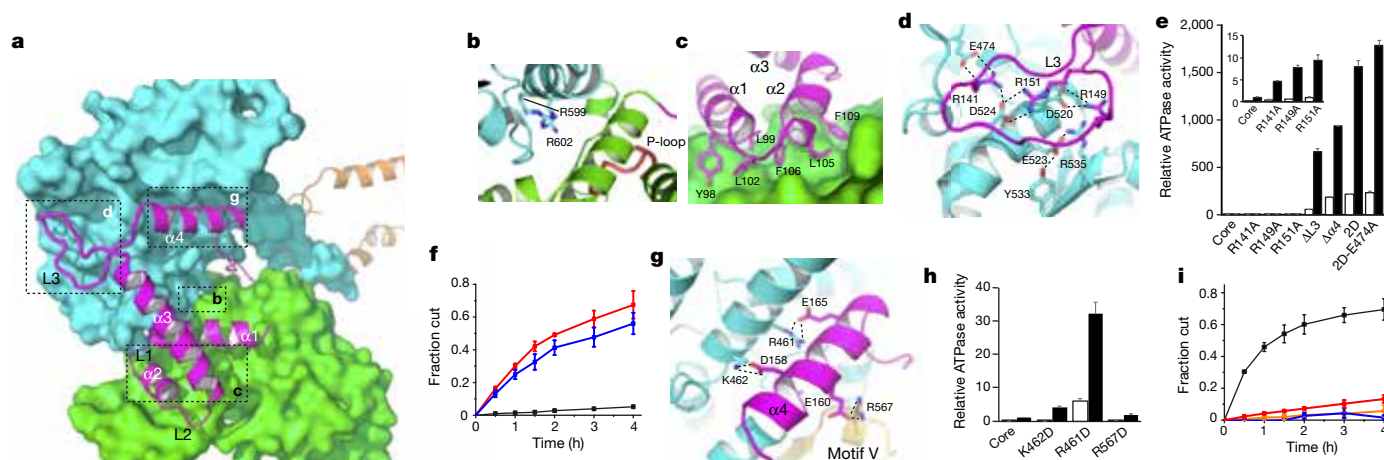 a
d
g
α4
L3
b
α3
α1
L1
α2
c
L2
b
R599
R602
P-loop
c
α3
α1
α2
F109
L99
L105
L102
F106
Y98
d
E474
L3
R151
R141
R149
D524
D520
E523
R535
Y533
e
Relative ATPase activity
2,000
1,500
1,000
500
0
15
10
5
0
Core
R141A
R149A
R151A
Core
R141A
R149A
R151A
ΔL3
Δα4
2D
2D-E474A
f
Fraction cut
0.8
0.6
0.4
0.2
0
0 1 2 3 4
Time (h)
g
E165
R461
D158
K462
E160
R567
α4
Motif V
h
Relative ATPase activity
60
40
20
0
Core
K462D
R461D
R567D
i
Fraction cut
0.8
0.6
0.4
0.2
0
0 1 2 3 4
Time (h)